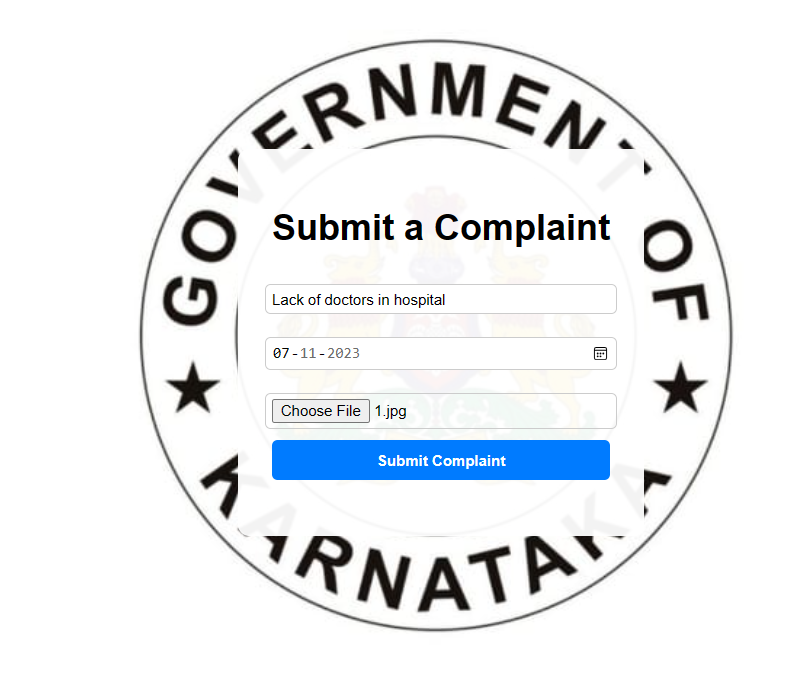 GOVERNMENT OF
Submit a Complaint
Lack of doctors in hospital
07-11-2023
Choose File 1.jpg
Submit Complaint
KARNATAKA